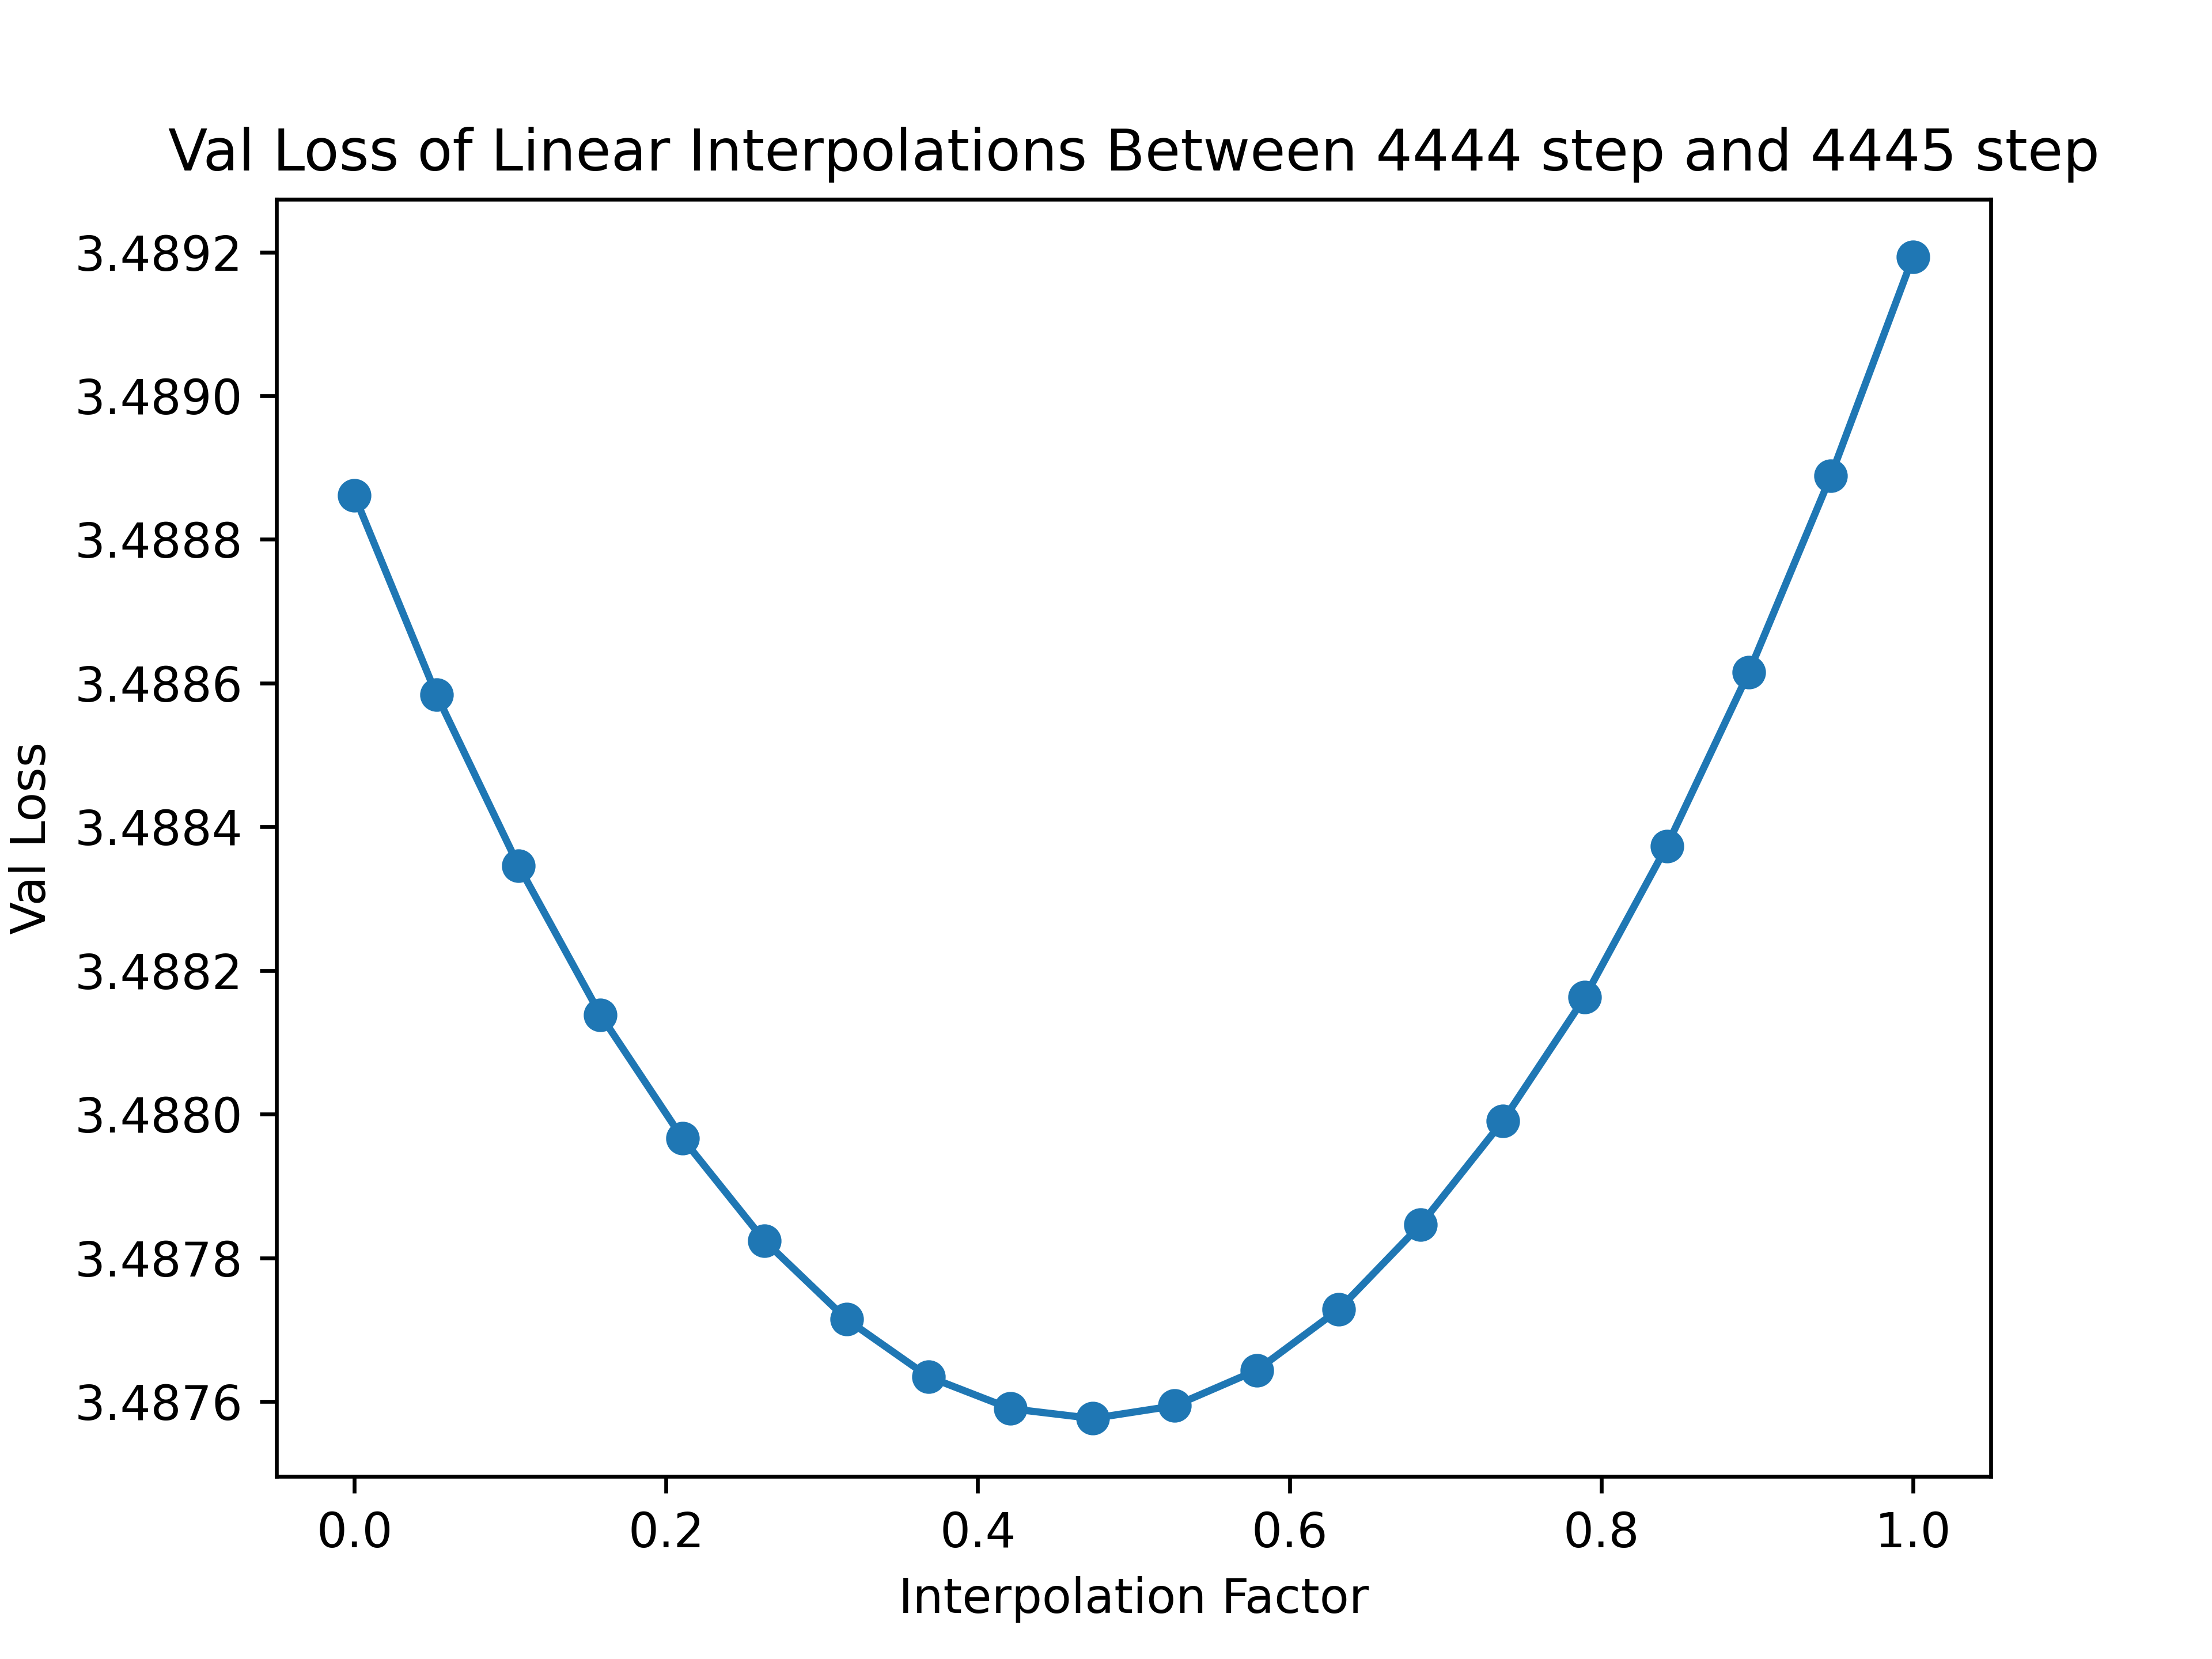 Val Loss of Linear Interpolations Between 4444 step and 4445 step
3.4892
3.4890
3.4888
3.4886
3.4884
3.4882
3.4880
3.4878
3.4876
Val Loss
0.0 0.2 0.4 0.6 0.8 1.0
Interpolation Factor